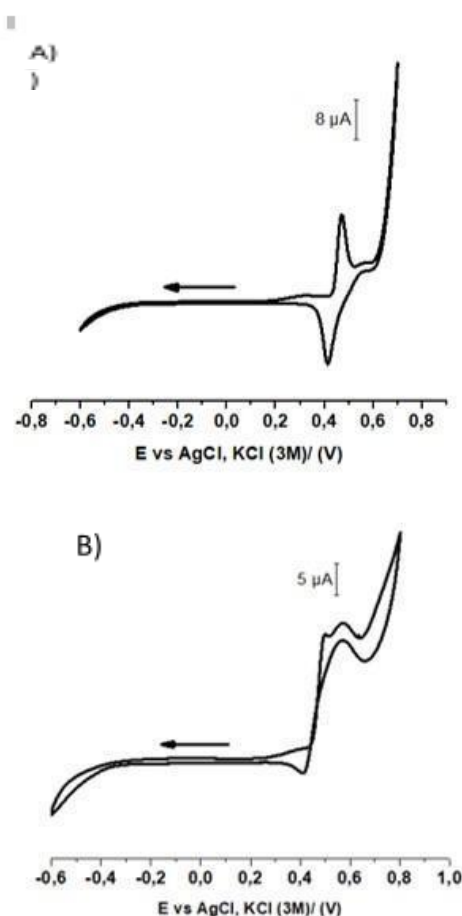 A)
)
8 µA
-0,8 -0,6 -0,4 -0,2 0,0 0,2 0,4 0,6 0,8
E vs AgCl, KCl (3M)/ (V)
B)
5 µA
-0,6 -0,4 -0,2 0,0 0,2 0,4 0,6 0,8 1,0
E vs AgCl, KCl (3M)/ (V)